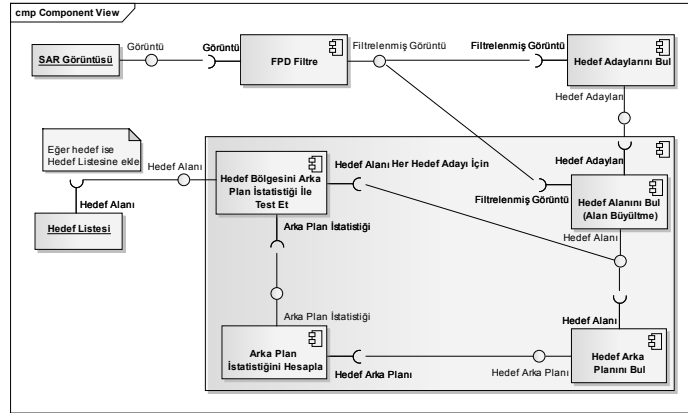 cmp Component View
Görüntü
Görüntü
Filtrelenmiş Görüntü
Filtrelenmiş Görüntü
SAR Görüntüsü
FPD Filtre
Hedef Adaylarını Bul
Hedef Adayları
Eğer hedef ise
Hedef Listesine ekle
Hedef Alanı
Hedef Alanı
Hedef Listesi
Hedef Bölgesini Arka
Plan İstatistiği İle
Test Et
Hedef Alanı
Her Hedef Adayı İçin
Hedef Adayları
Filtrelenmiş Görüntü
Hedef Alanını Bul
(Alan Büyültme)
Hedef Alanı
Arka Plan İstatistiği
Arka Plan İstatistiği
Hedef Alanı
Arka Plan
İstatistiğini Hesapla
Hedef Arka Planı
Hedef Arka Planı
Hedef Arka
Planını Bul